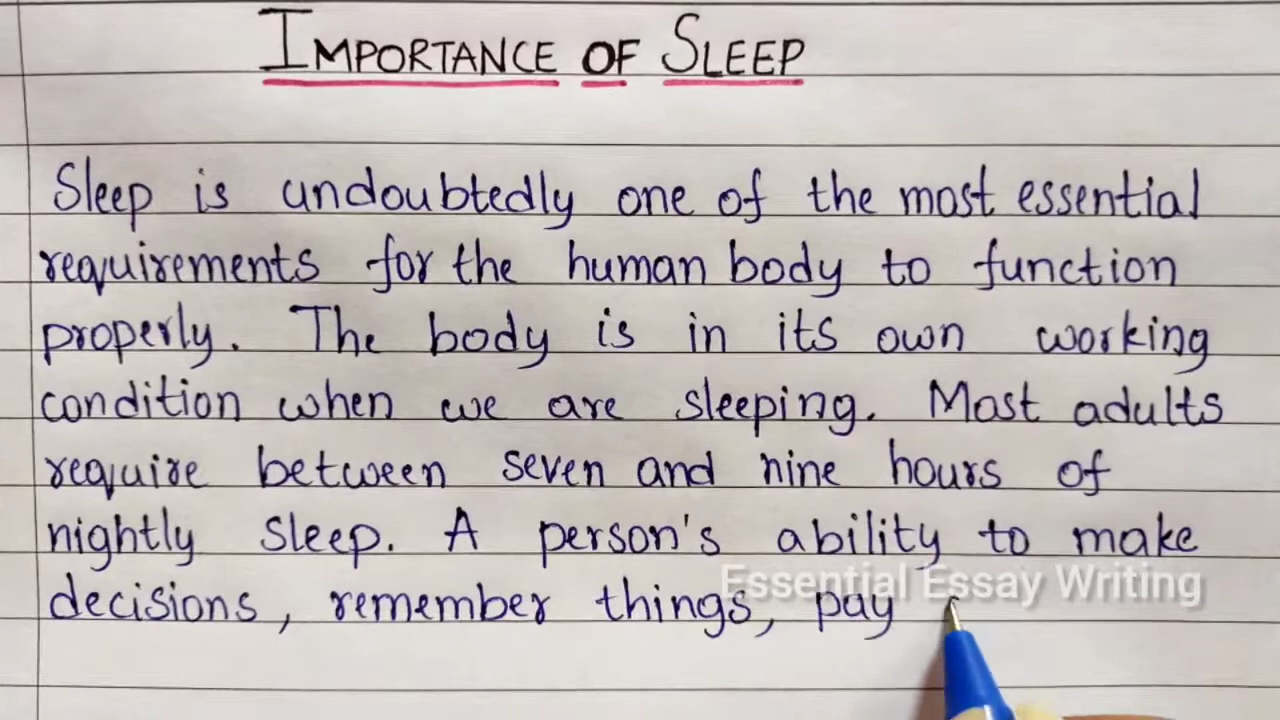 IMPORTANCE OF SLEEP
Sleep is undoubtedly one of the most essential
requirements for the human body to function
properly. The body is in its own working
condition when we are sleeping. Most adults
require between seven and nine hours of
nightly sleep. A person's ability to make
Essential Essay Writing
decisions, remember things, pay